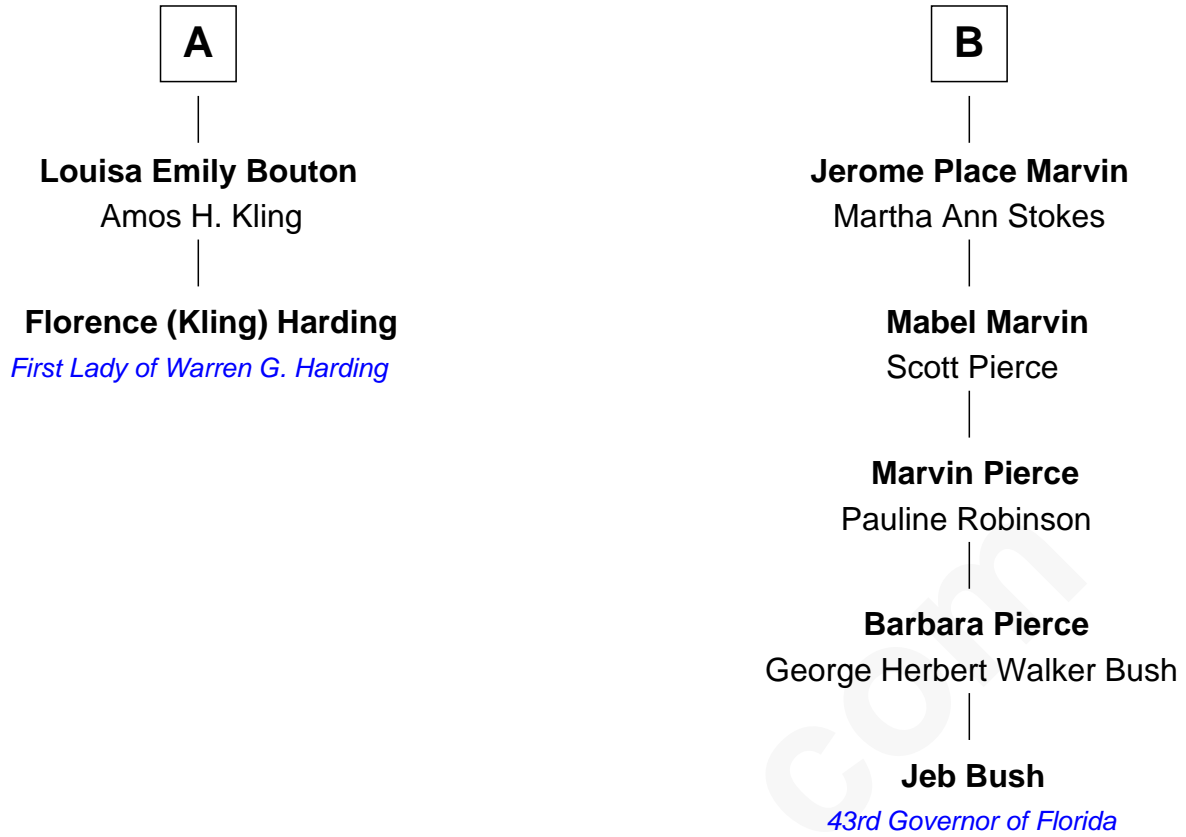 A
Louisa Emily Bouton
Amos H. Kling
Florence (Kling) Harding
First Lady of Warren G. Harding
B
Jerome Place Marvin
Martha Ann Stokes
Mabel Marvin
Scott Pierce
Marvin Pierce
Pauline Robinson
Barbara Pierce
George Herbert Walker Bush
Jeb Bush
43rd Governor of Florida
com